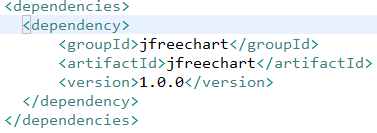 <dependencies>
<dependency>
<groupId>jfreechart</groupId>
<artifactId>jfreechart</artifactId>
<version>1.0.0</version>
</dependency>
</dependencies>